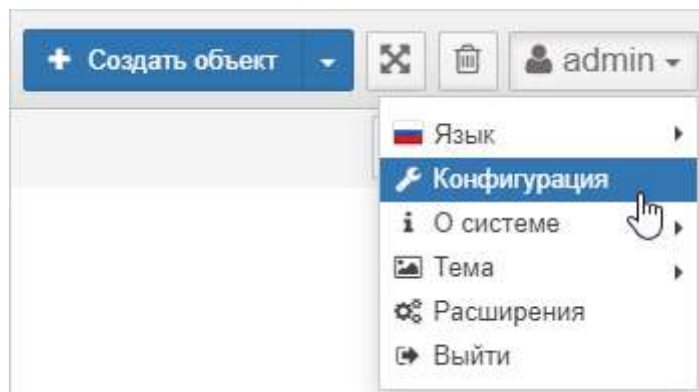 Создать объект
admin
Язык
Конфигурация
О системе
Тема
Расширения
Выйти